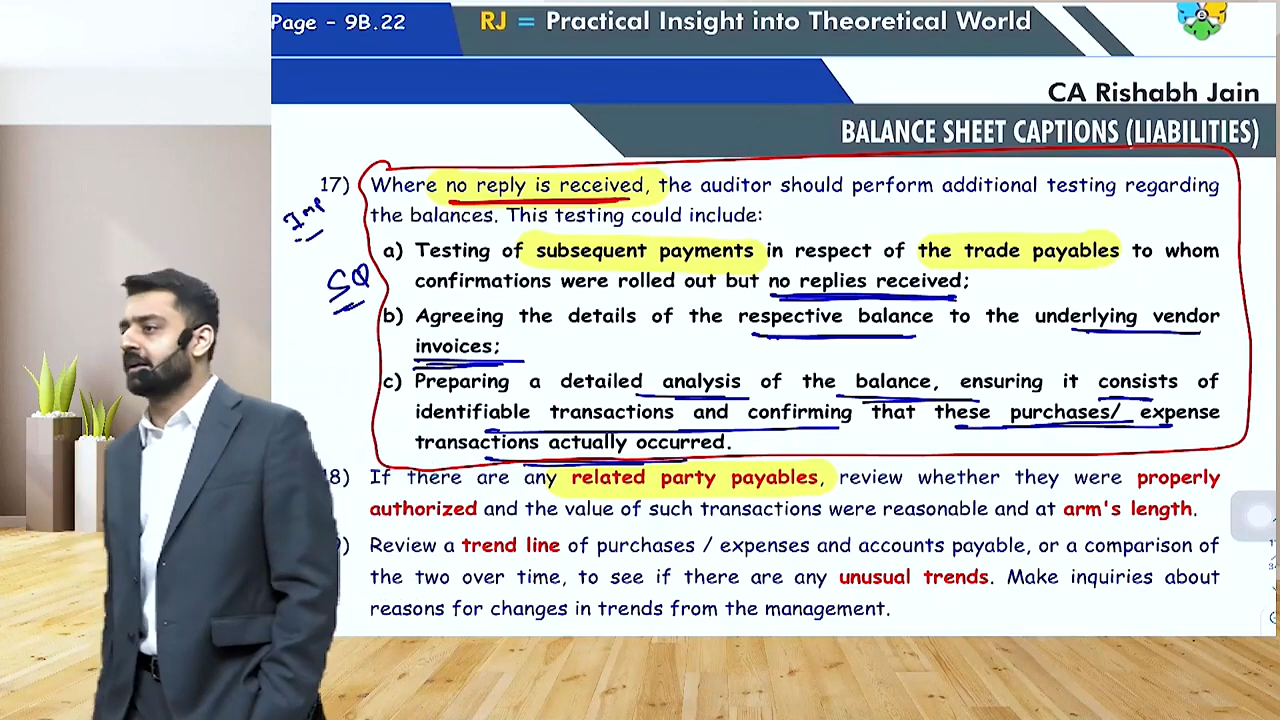 Page - 9B.22
RJ = Practical Insight into Theoretical World
CA Rishabh Jain
BALANCE SHEET CAPTIONS (LIABILITIES)
17) Where no reply is received, the auditor should perform additional testing regarding
the balances. This testing could include:
Imp
a) Testing of subsequent payments in respect of the trade payables to whom
confirmations were rolled out but no replies received;
SQ
b) Agreeing the details of the respective balance to the underlying vendor
invoices;
c) Preparing a detailed analysis of the balance, ensuring it consists of
identifiable transactions and confirming that these purchases/ expense
transactions actually occurred.
8) If there are any related party payables, review whether they were properly
authorized and the value of such transactions were reasonable and at arm's length.
) Review a trend line of purchases / expenses and accounts payable, or a comparison of
the two over time, to see if there are any unusual trends. Make inquiries about
reasons for changes in trends from the management.